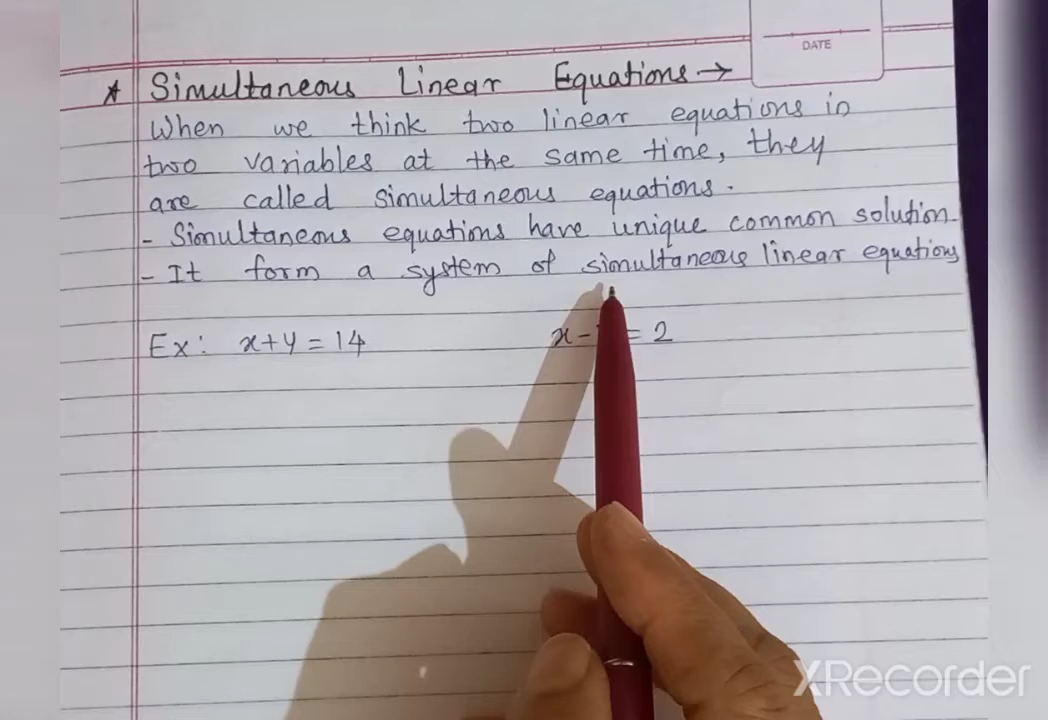 DATE
* Simultaneous Linear Equations →
When we think two linear equations in
two variables at the same time, they
are called simultaneous equations.
- Simultaneous equations have unique common solution.
- It form a system of simultaneous linear equations
Ex: x+y = 14 x- = 2
XRecorder